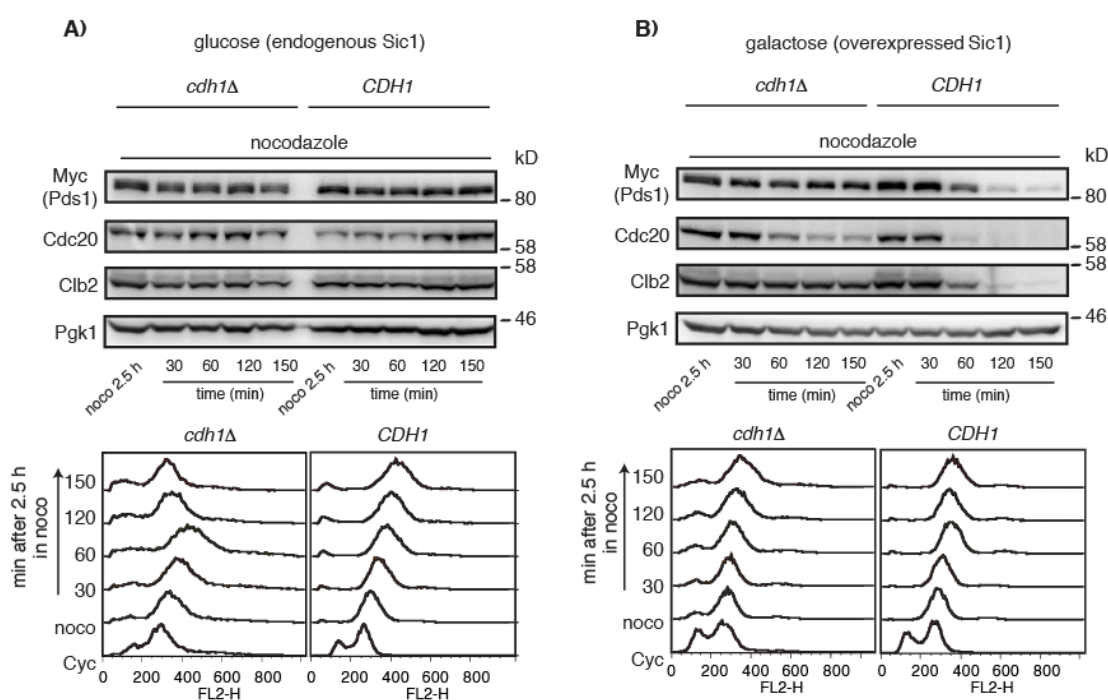 A)
glucose (endogenous Sic1)
cdh1Δ CDH1
nocodazole
kD
Myc
(Pds1)
80
Cdc20
58
58
Clb2
46
Pgk1
noco 2.5 h 30 60 120 150 noco 2.5 h 30 60 120 150
time (min) time (min)
cdh1Δ CDH1
min after 2.5 h
in noco
150
120
60
30
noco
Cyc
0 200 400 600 800 0 200 400 600 800
FL2-H FL2-H
B)
galactose (overexpressed Sic1)
cdh1Δ CDH1
nocodazole
kD
Myc
(Pds1)
80
Cdc20
58
58
Clb2
46
Pgk1
noco 2.5 h 30 60 120 150 noco 2.5 h 30 60 120 150
time (min) time (min)
cdh1Δ CDH1
min after 2.5 h
in noco
150
120
60
30
noco
Cyc
0 200 400 600 800 0 200 400 600 800
FL2-H FL2-H